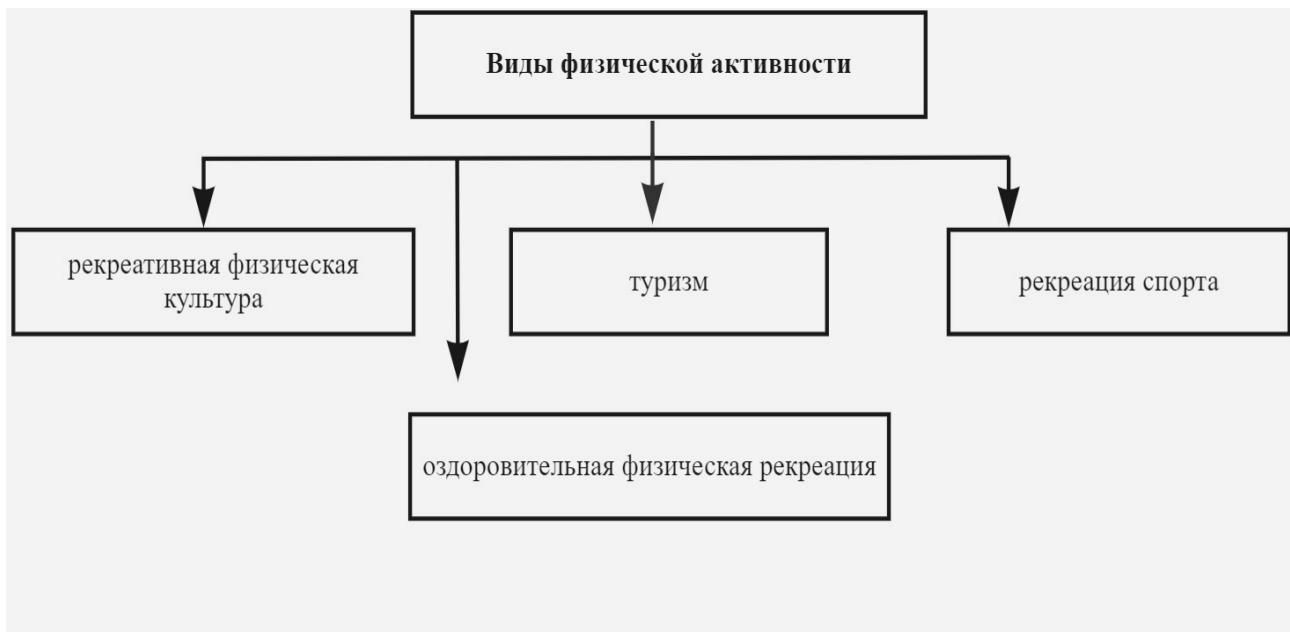 Виды физической активности
рекреативная физическая
культура
туризм
рекреация спорта
оздоровительная физическая рекреация